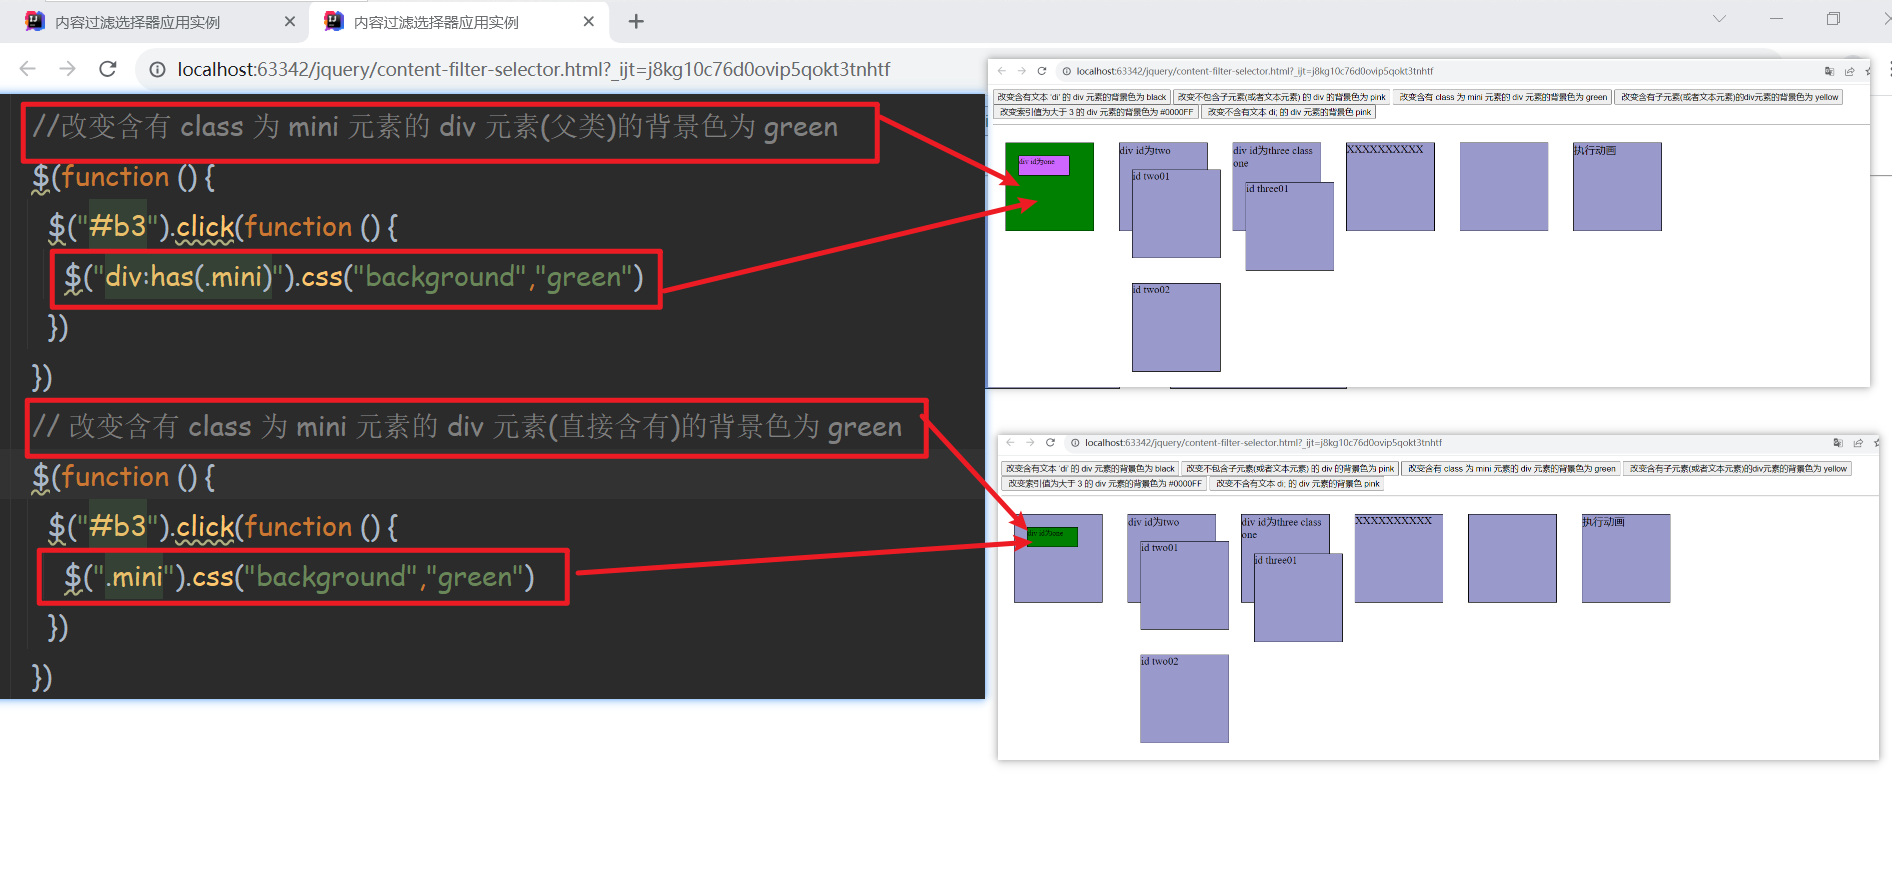 内容过滤选择器应用实例
内容过滤选择器应用实例
localhost:63342/jquery/content-filter-selector.html?_ijt=j8kg10c76d0ovip5qokt3tnhtf
//改变含有 class 为 mini 元素的 div 元素(父类)的背景色为 green
$(function () {
$("#b3").click(function () {
$("div:has(.mini)").css("background","green")
})
})
// 改变含有 class 为 mini 元素的 div 元素(直接含有)的背景色为 green
$(function () {
$("#b3").click(function () {
$(".mini").css("background","green")
})
})
localhost:63342/jquery/content-filter-selector.html?_ijt=j8kg10c76d0ovip5qokt3tnhtf
改变含有文本 'di' 的 div 元素的背景色为 black
改变不包含子元素(或者文本元素) 的 div 的背景色为 pink
改变含有 class 为 mini 元素的 div 元素的背景色为 green
改变含有子元素(或者文本元素)的div元素的背景色为 yellow
改变索引值为大于 3 的 div 元素的背景色为 #0000FF
改变不含有文本 di; 的 div 元素的背景色 pink
div id为one
div id为two
id two01
id two02
div id为three class
one
id three01
XXXXXXXXXX
执行动画
localhost:63342/jquery/content-filter-selector.html?_ijt=j8kg10c76d0ovip5qokt3tnhtf
改变含有文本 'di' 的 div 元素的背景色为 black
改变不包含子元素(或者文本元素) 的 div 的背景色为 pink
改变含有 class 为 mini 元素的 div 元素的背景色为 green
改变含有子元素(或者文本元素)的div元素的背景色为 yellow
改变索引值为大于 3 的 div 元素的背景色为 #0000FF
改变不含有文本 di; 的 div 元素的背景色 pink
div id为one
div id为two
id two01
id two02
div id为three class
one
id three01
XXXXXXXXXX
执行动画